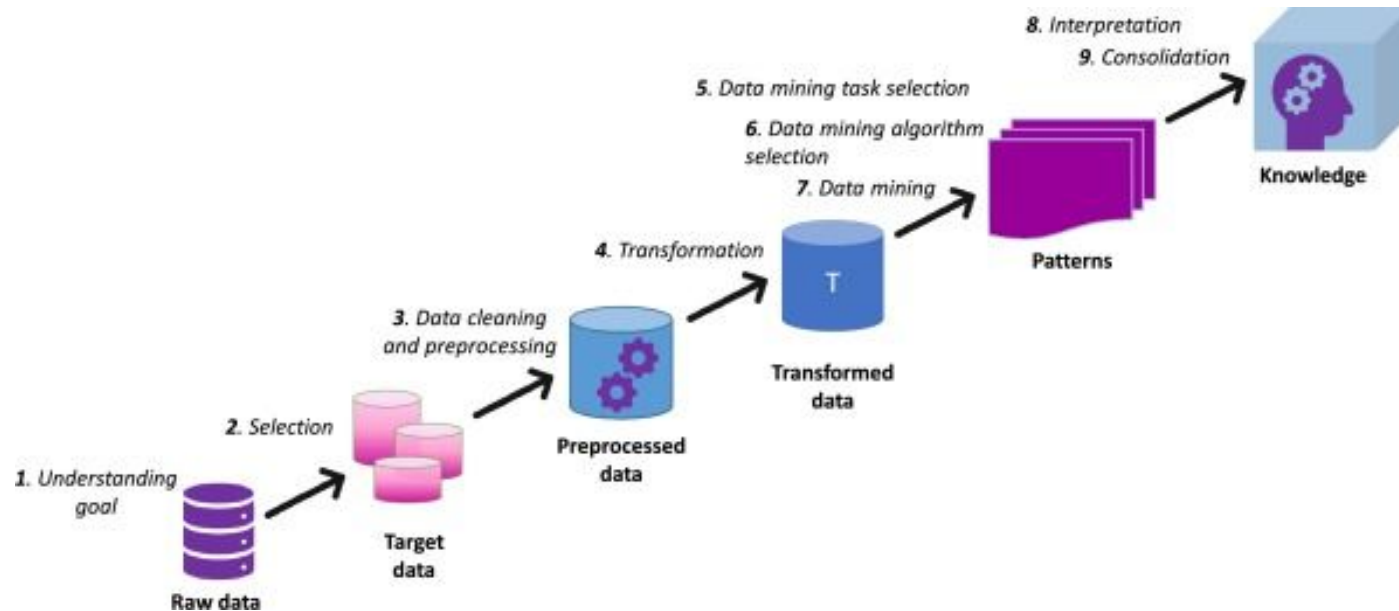 1. Understanding
goal
Raw data
2. Selection
Target
data
3. Data cleaning
and preprocessing
Preprocessed
data
4. Transformation
T
Transformed
data
5. Data mining task selection
6. Data mining algorithm
selection
7. Data mining
Patterns
8. Interpretation
9. Consolidation
Knowledge